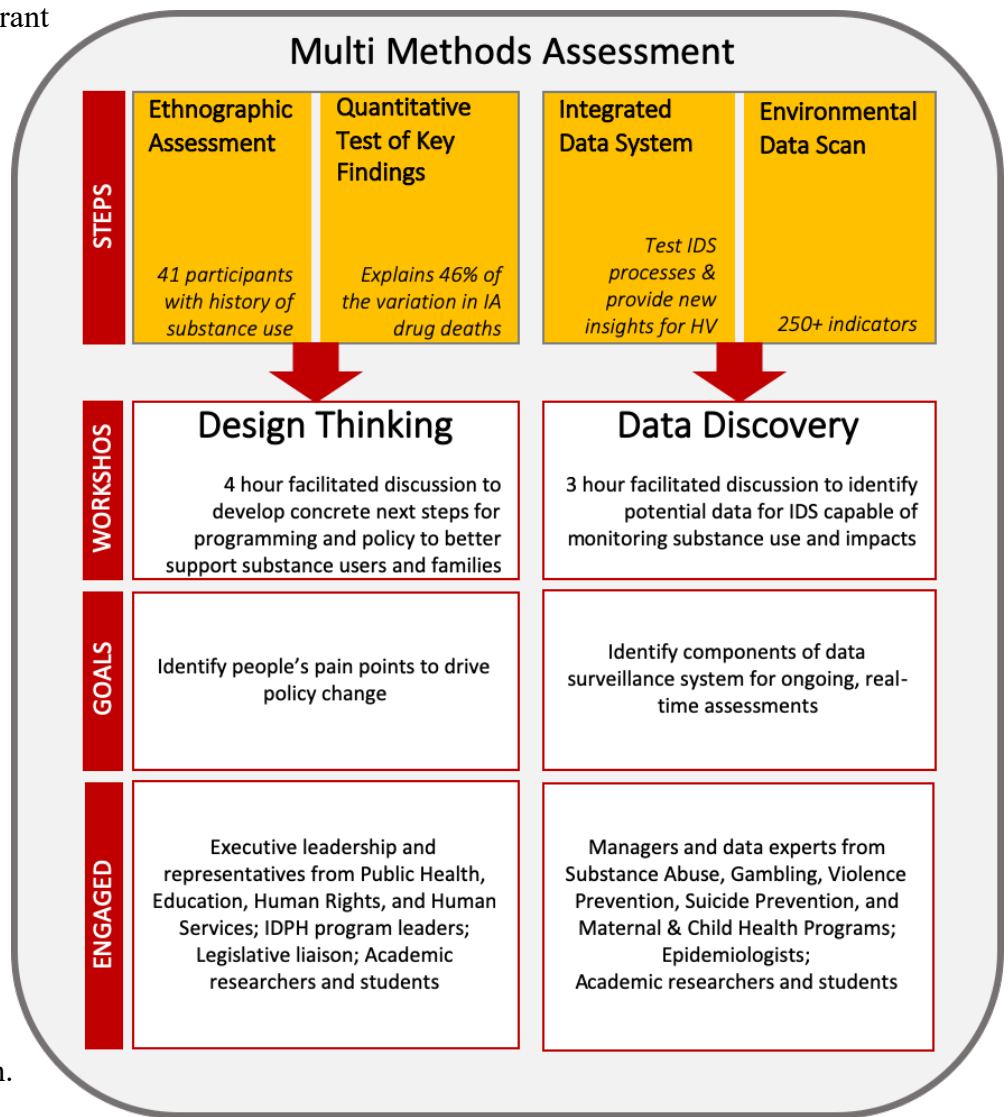 rant
Multi Methods Assessment
STEPS
Ethnographic
Assessment
41 participants
with history of
substance use
Quantitative
Test of Key
Findings
Explains 46% of
the variation in IA
drug deaths
Integrated
Data System
Test IDS
processes &
provide new
insights for HV
Environmental
Data Scan
250+ indicators
WORKSHOS
Design Thinking
4 hour facilitated discussion to
develop concrete next steps for
programming and policy to better
support substance users and families
Data Discovery
3 hour facilitated discussion to identify
potential data for IDS capable of
monitoring substance use and impacts
GOALS
Identify people’s pain points to drive
policy change
Identify components of data
surveillance system for ongoing, real-
time assessments
ENGAGED
Executive leadership and
representatives from Public Health,
Education, Human Rights, and Human
Services; IDPH program leaders;
Legislative liaison; Academic
researchers and students
Managers and data experts from
Substance Abuse, Gambling, Violence
Prevention, Suicide Prevention, and
Maternal & Child Health Programs;
Epidemiologists;
Academic researchers and students